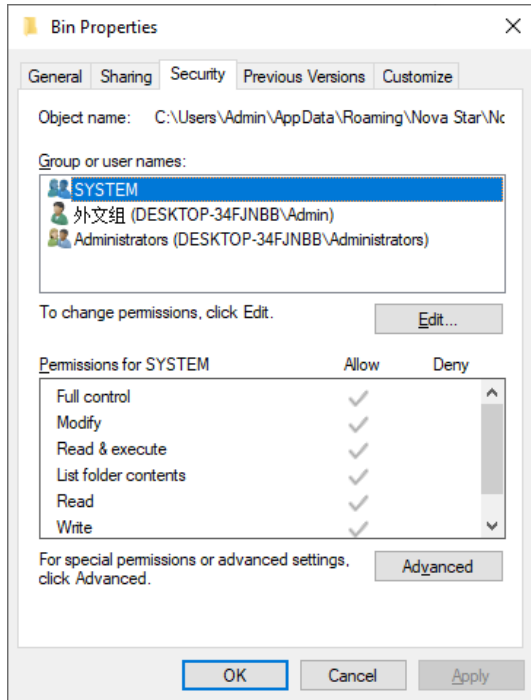 Bin Properties
General Sharing Security Previous Versions Customize
Object name: C:\Users\Admin\AppData\Roaming\Nova Star\Nc
Group or user names:
SYSTEM
外文组 (DESKTOP-34FJNBB\Admin)
Administrators (DESKTOP-34FJNBB\Administrators)
To change permissions, click Edit.
Edit...
Permissions for SYSTEM Allow Deny
Full control
Modify
Read & execute
List folder contents
Read
Write
For special permissions or advanced settings,
click Advanced.
Advanced
OK Cancel Apply